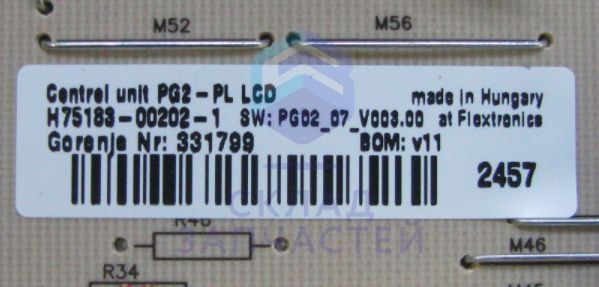 M52
M56
Central unit PG2-PL LCD
made in Hungary
H75183-00202-1 SW: PG02_07_V003.00 at Flextronics
Gorenje Nr: 331799 BOM: v11
2457
СКЛАД
ЗАПЧАСТЕЙ
R46
M46
R34